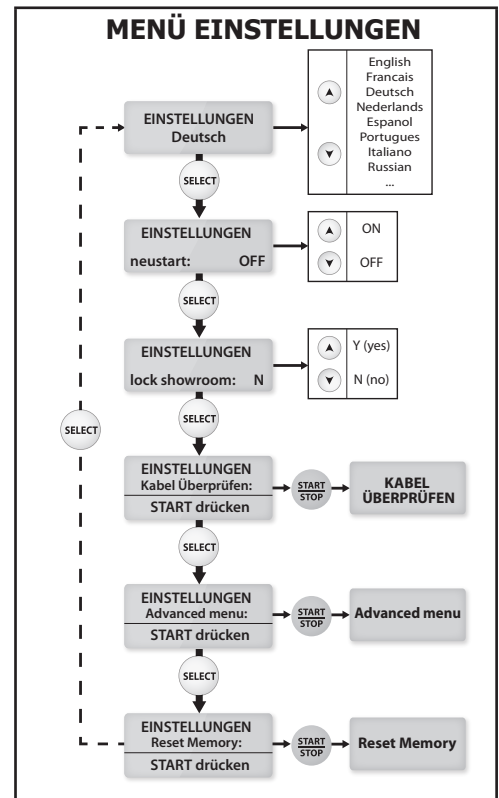 MENÜ EINSTELLUNGEN
EINSTELLUNGEN
Deutsch
English
Francais
Deutsch
Nederlands
Espanol
Portugues
Italiano
Russian
...
SELECT
EINSTELLUNGEN
neustart: OFF
ON
OFF
SELECT
EINSTELLUNGEN
lock showroom: N
Y (yes)
N (no)
SELECT
SELECT
EINSTELLUNGEN
Kabel Überprüfen:
START drücken
START
STOP
KABEL
ÜBERPRÜFEN
SELECT
EINSTELLUNGEN
Advanced menu:
START drücken
START
STOP
Advanced menu
SELECT
EINSTELLUNGEN
Reset Memory:
START drücken
START
STOP
Reset Memory